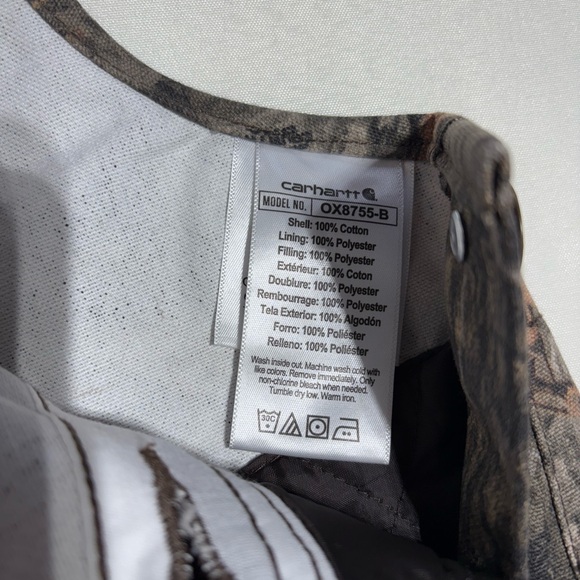 carhartt
MODEL NO. OX8755-B
Shell: 100% Cotton
Lining: 100% Polyester
Filling: 100% Polyester
Extérieur: 100% Coton
Doublure: 100% Polyester
Rembourrage: 100% Polyester
Tela Exterior: 100% Algodón
Forro: 100% Poliéster
Relleno: 100% Poliéster
Wash inside out. Machine wash cold with
like colors. Remove immediately. Only
non-chlorine bleach when needed.
Tumble dry low. Warm iron.
30C